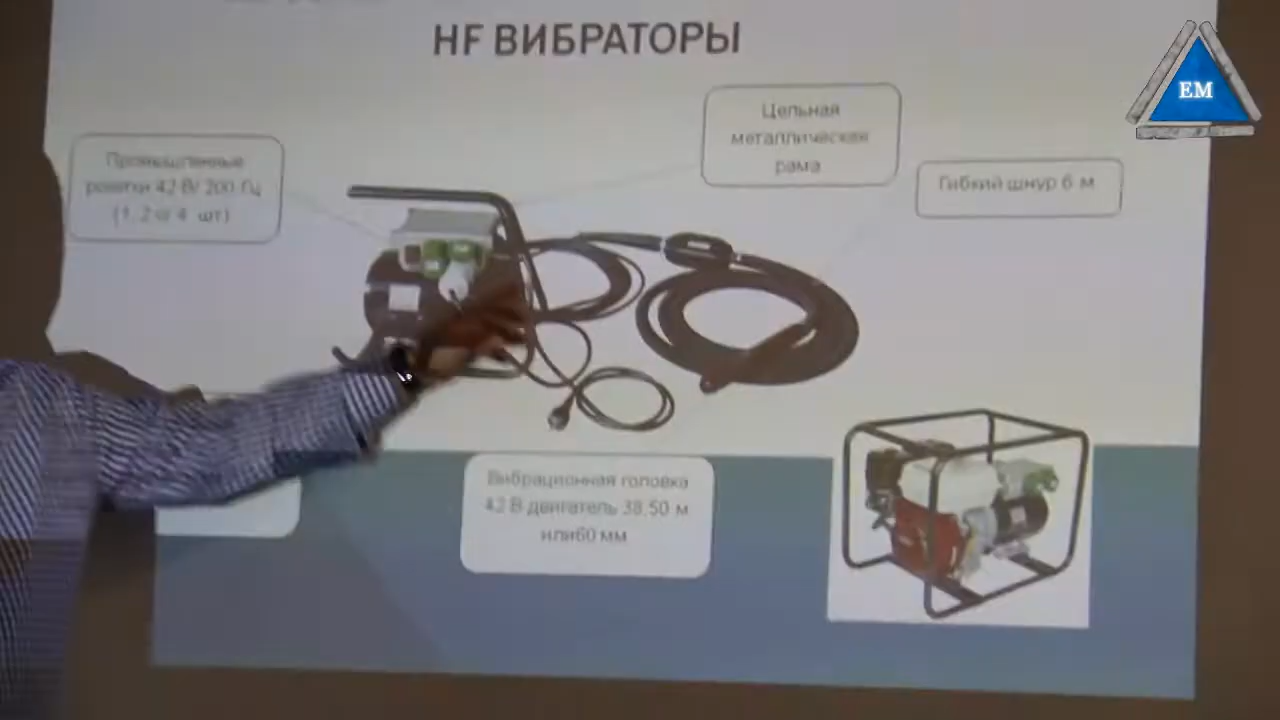 HF ВИБРАТОРЫ
EM
Цельная
металлическая
рама
Промышленные
розетки 42 В/ 200 Гц
(1, 2 o/ 4 шт)
Гибкий шнур 6 м
Вибрационная головка
42 В двигатель 38,50 м
или60 мм